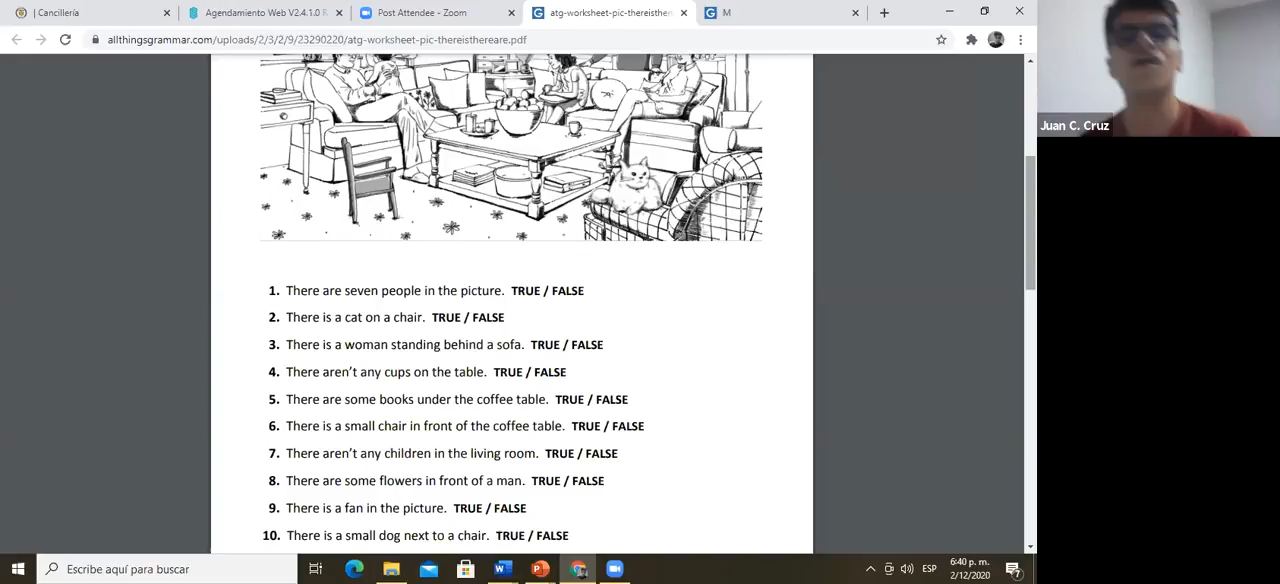 Cancillería
Agendamiento Web V2.4.1.0 R
Post Attendee - Zoom
atg-worksheet-pic-thereistheren
M
allthingsgrammar.com/uploads/2/3/2/9/23290220/atg-worksheet-pic-thereisthereare.pdf
Juan C. Cruz
1. There are seven people in the picture. TRUE / FALSE
2. There is a cat on a chair. TRUE / FALSE
3. There is a woman standing behind a sofa. TRUE / FALSE
4. There aren't any cups on the table. TRUE / FALSE
5. There are some books under the coffee table. TRUE / FALSE
6. There is a small chair in front of the coffee table. TRUE / FALSE
7. There aren't any children in the living room. TRUE / FALSE
8. There are some flowers in front of a man. TRUE / FALSE
9. There is a fan in the picture. TRUE / FALSE
10. There is a small dog next to a chair. TRUE / FALSE
Escribe aquí para buscar
ESP
6:40 p. m.
2/12/2020
7